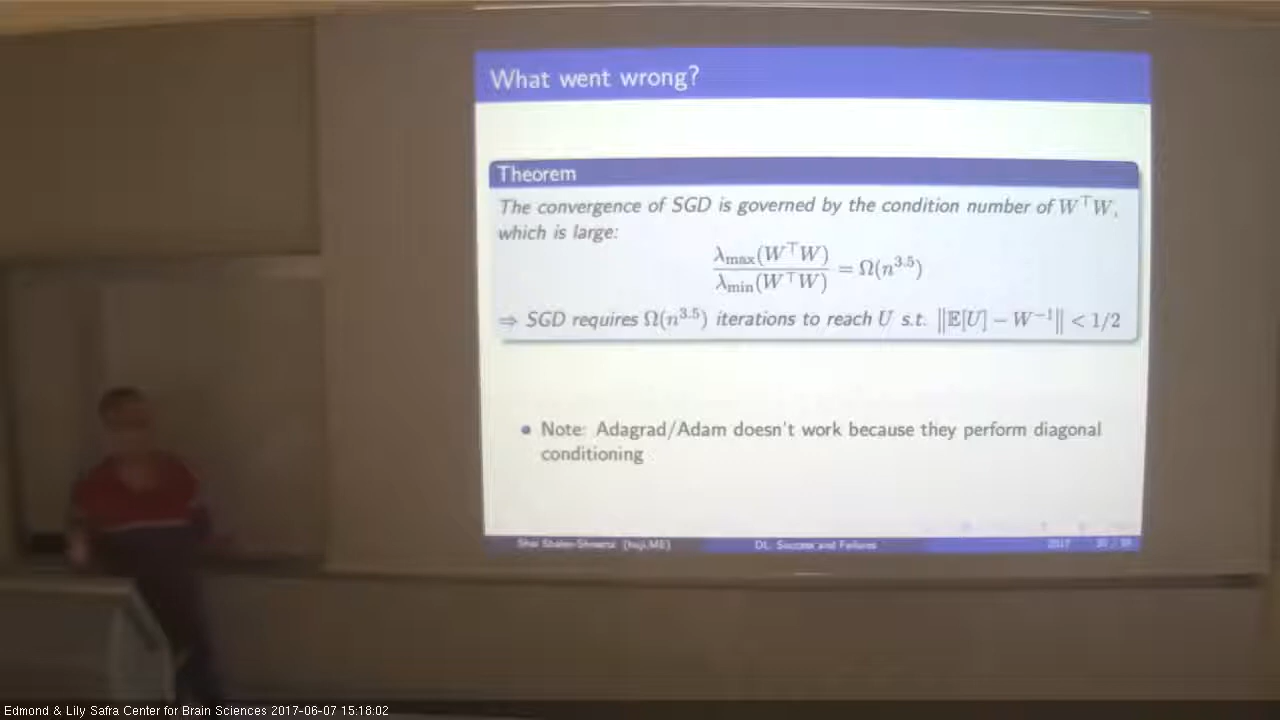 What went wrong?
Theorem
The convergence of SGD is governed by the condition number of W⊤W,
which is large:
λmax(W⊤W) / λmin(W⊤W) = Ω(n^3.5)
⇒ SGD requires Ω(n^3.5) iterations to reach U s.t. ‖𝔼[U] − W^−1‖ < 1/2
• Note: Adagrad/Adam doesn't work because they perform diagonal
conditioning
Shai Shalev-Shwartz (huji,ME) DL: Success and Failures 2017
Edmond & Lily Safra Center for Brain Sciences 2017-06-07 15:18:02